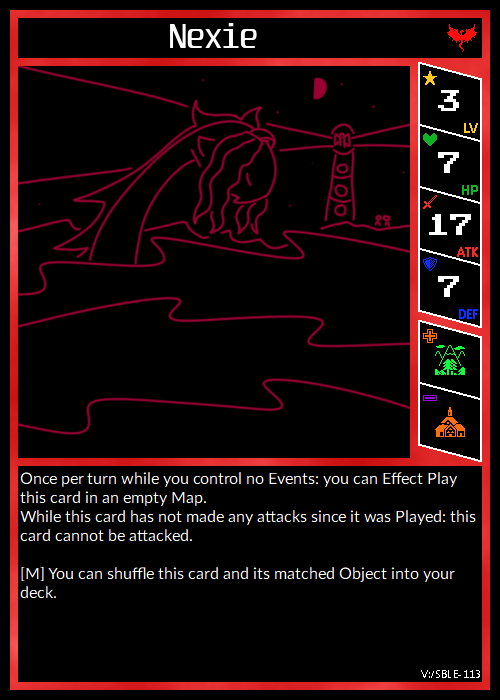 Nexie
3
LV
7
HP
17
ATK
7
DEF
Once per turn while you control no Events: you can Effect Play
this card in an empty Map.
While this card has not made any attacks since it was Played: this
card cannot be attacked.
[M] You can shuffle this card and its matched Object into your
deck.
V:/SBLE-113